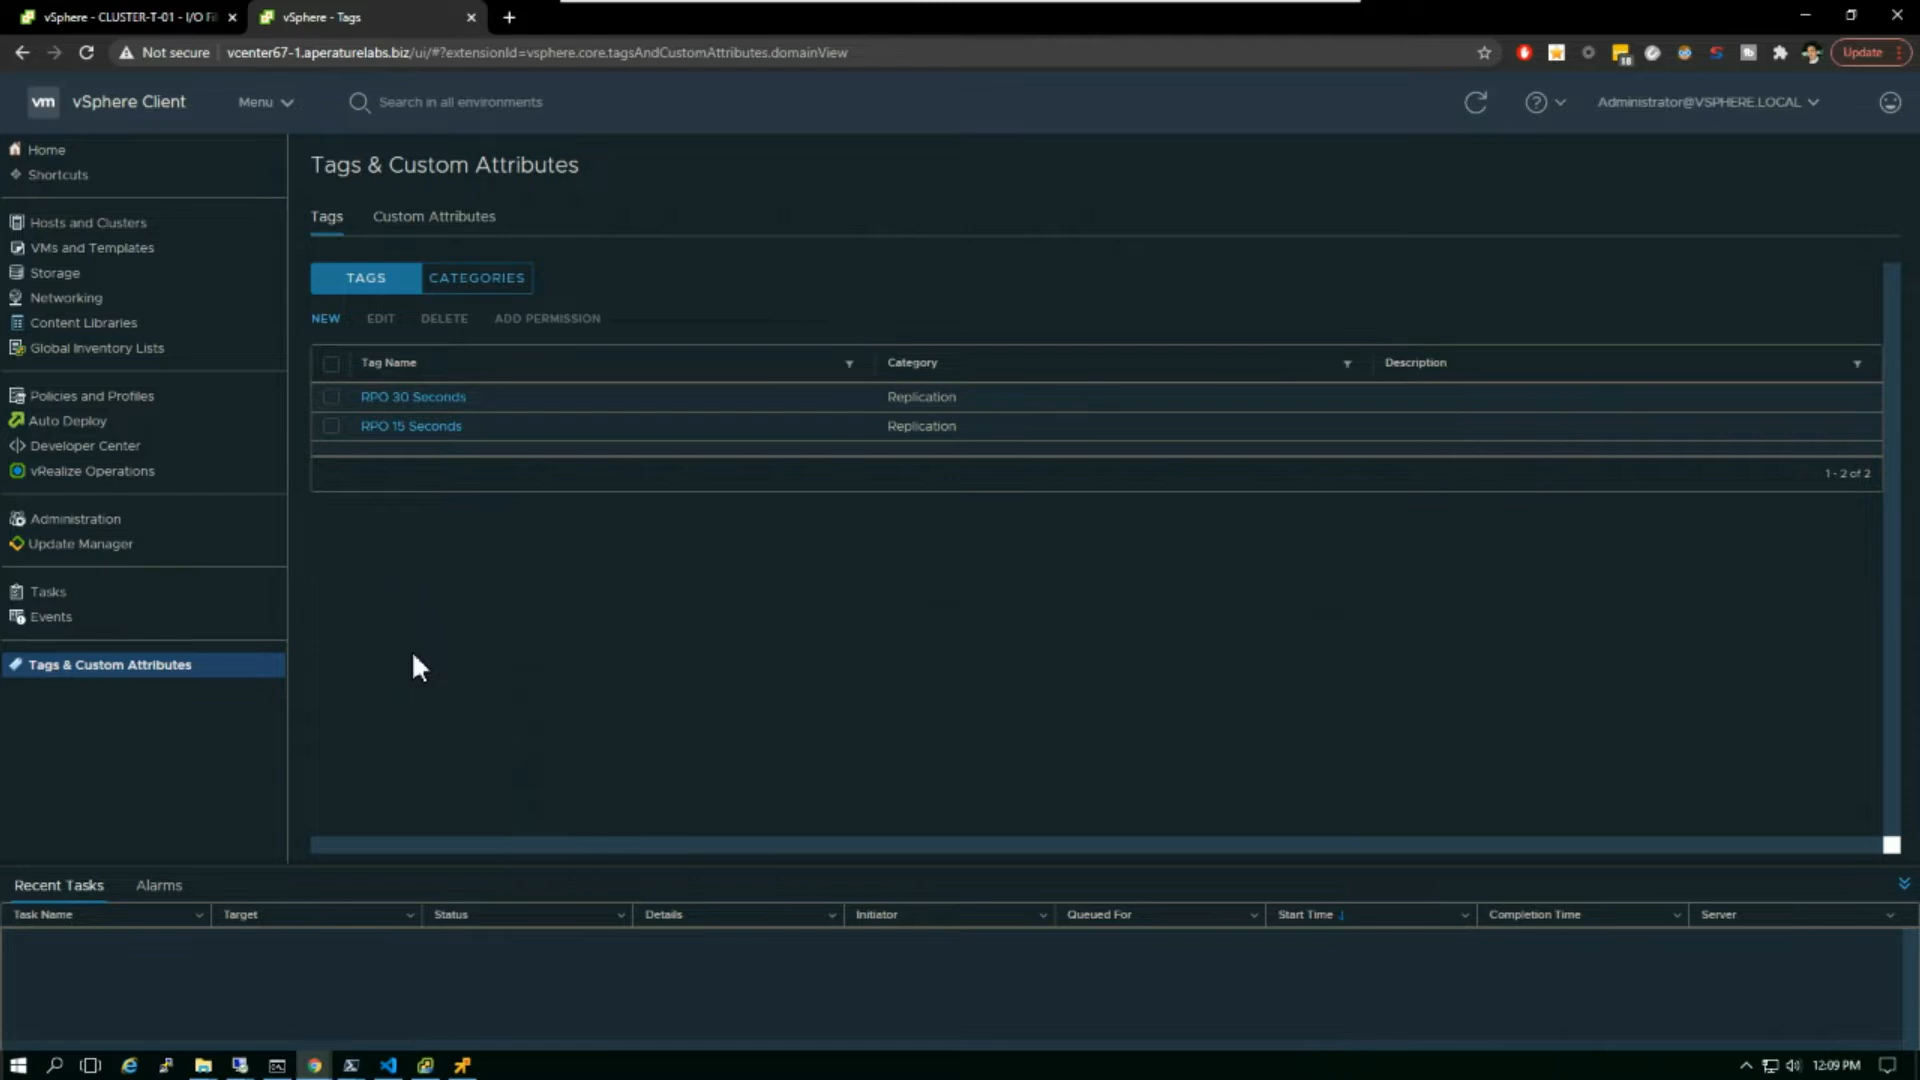 vSphere - CLUSTER-T-01 - I/O Fi
vSphere - Tags
Not secure
vcenter67-1.aperaturelabs.biz/ui/#?extensionId=vsphere.core.tagsAndCustomAttributes.domainView
18
Update
vm vSphere Client
Menu
Search in all environments
Administrator@VSPHERE.LOCAL
Home
Shortcuts
Hosts and Clusters
VMs and Templates
Storage
Networking
Content Libraries
Global Inventory Lists
Policies and Profiles
Auto Deploy
Developer Center
vRealize Operations
Administration
Update Manager
Tasks
Events
Tags & Custom Attributes
Tags & Custom Attributes
Tags Custom Attributes
TAGS CATEGORIES
NEW EDIT DELETE ADD PERMISSION
Tag Name Category Description
RPO 30 Seconds Replication
RPO 15 Seconds Replication
1 - 2 of 2
Recent Tasks Alarms
Task Name Target Status Details Initiator Queued For Start Time Completion Time Server
12:09 PM